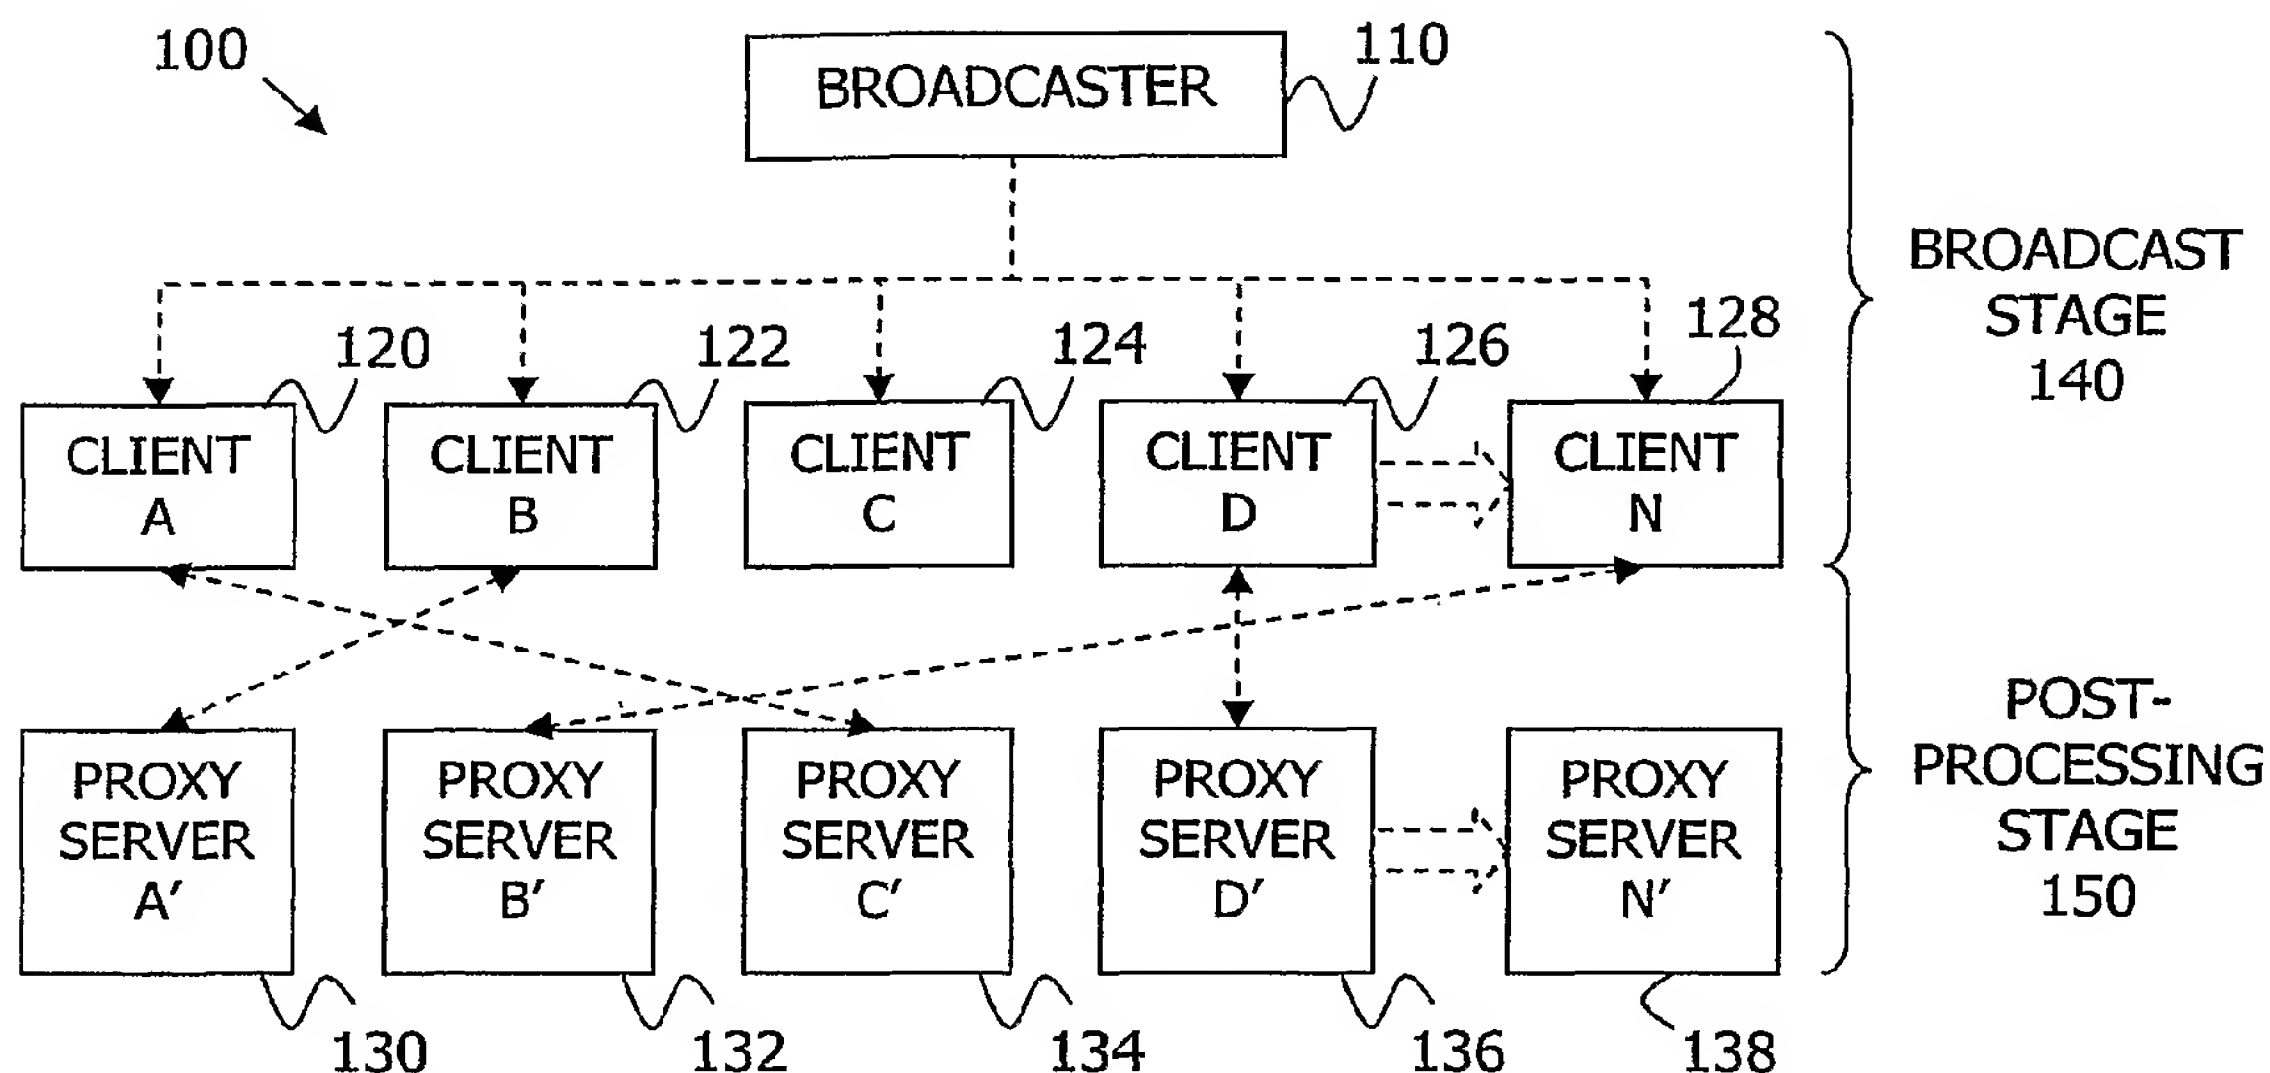 100
BROADCASTER
110
BROADCAST
STAGE
140
120
122
124
126
128
CLIENT
A
CLIENT
B
CLIENT
C
CLIENT
D
CLIENT
N
PROXY
SERVER
A'
PROXY
SERVER
B'
PROXY
SERVER
C'
PROXY
SERVER
D'
PROXY
SERVER
N'
POST-
PROCESSING
STAGE
150
130
132
134
136
138